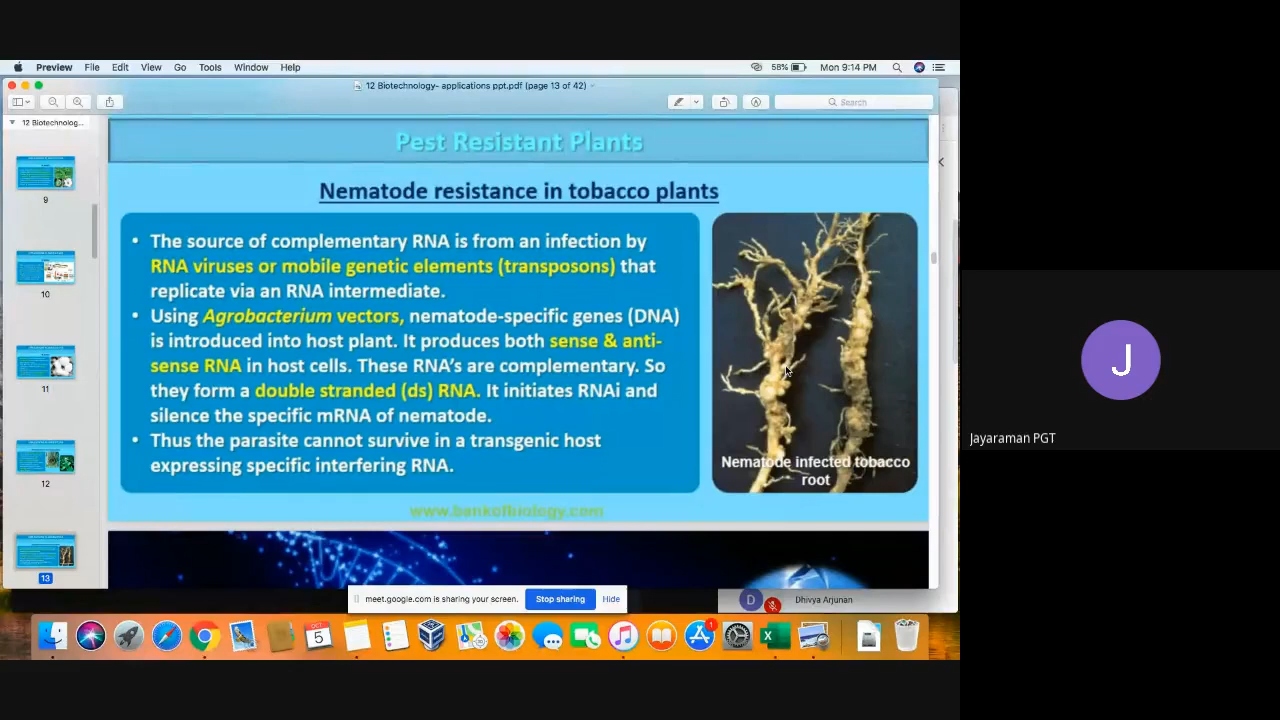 Preview File Edit View Go Tools Window Help
58% Mon 9:14 PM
12 Biotechnology- applications ppt.pdf (page 13 of 42)
Search
12 Biotechnolog...
9
10
11
12
13
Pest Resistant Plants
Nematode resistance in tobacco plants
• The source of complementary RNA is from an infection by
RNA viruses or mobile genetic elements (transposons) that
replicate via an RNA intermediate.
• Using Agrobacterium vectors, nematode-specific genes (DNA)
is introduced into host plant. It produces both sense & anti-
sense RNA in host cells. These RNA's are complementary. So
they form a double stranded (ds) RNA. It initiates RNAi and
silence the specific mRNA of nematode.
• Thus the parasite cannot survive in a transgenic host
expressing specific interfering RNA.
Nematode infected tobacco
root
www.bankofbiology.com
meet.google.com is sharing your screen. Stop sharing Hide
D Dhivya Arjunan
OCT
5
1
J
Jayaraman PGT